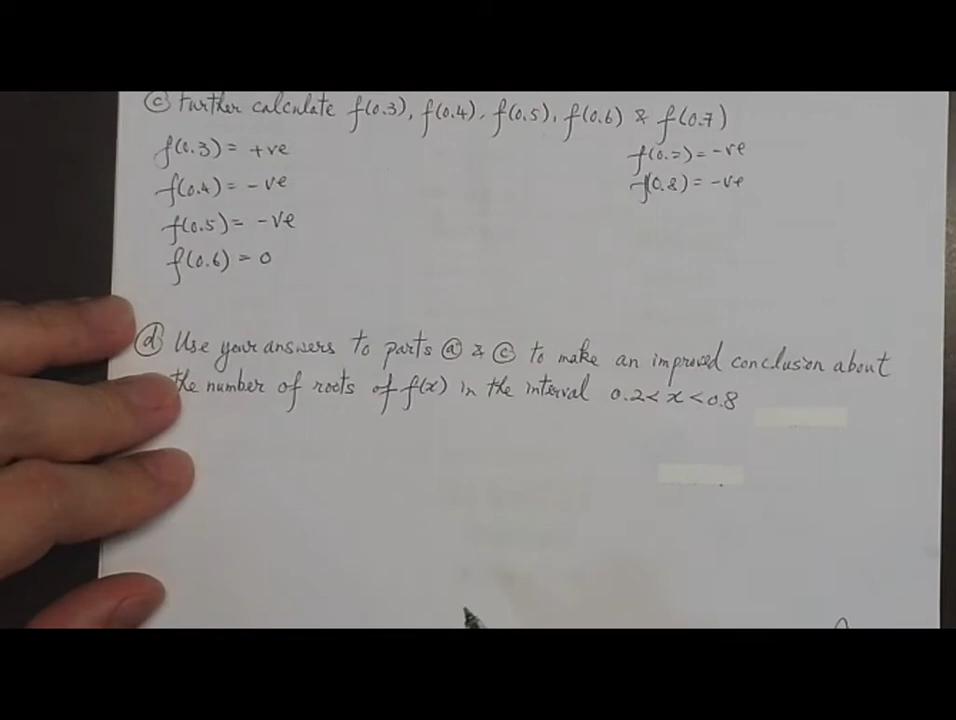 ⓒ Further calculate f(0.3), f(0.4), f(0.5), f(0.6) & f(0.7)
f(0.3) = +ve
f(0.4) = -ve
f(0.5) = -ve
f(0.6) = 0
f(0.7) = -ve
f(0.8) = -ve
ⓓ Use your answers to parts ⓐ & ⓒ to make an improved conclusion about
the number of roots of f(x) in the interval 0.2 < x < 0.8